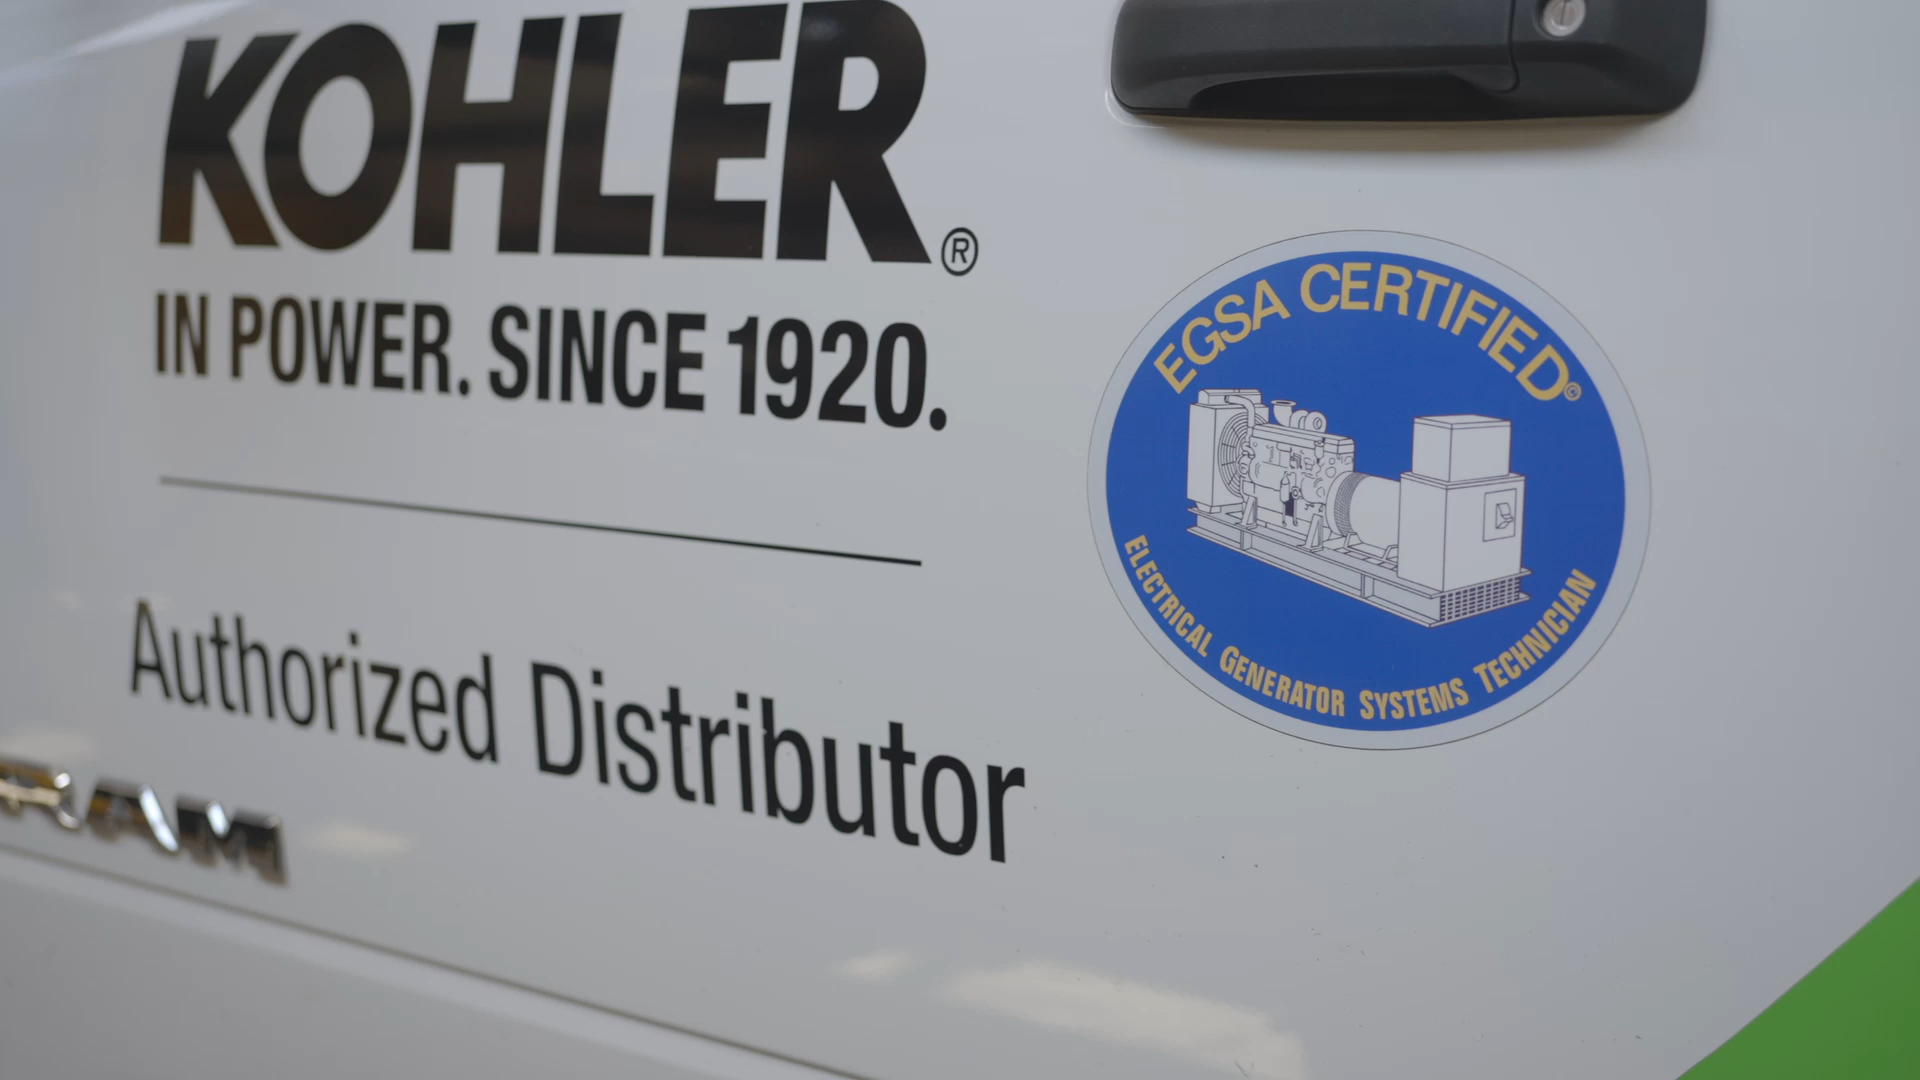 KOHLER®
IN POWER. SINCE 1920.
Authorized Distributor
RAM
EGSA CERTIFIED©
ELECTRICAL GENERATOR SYSTEMS TECHNICIAN